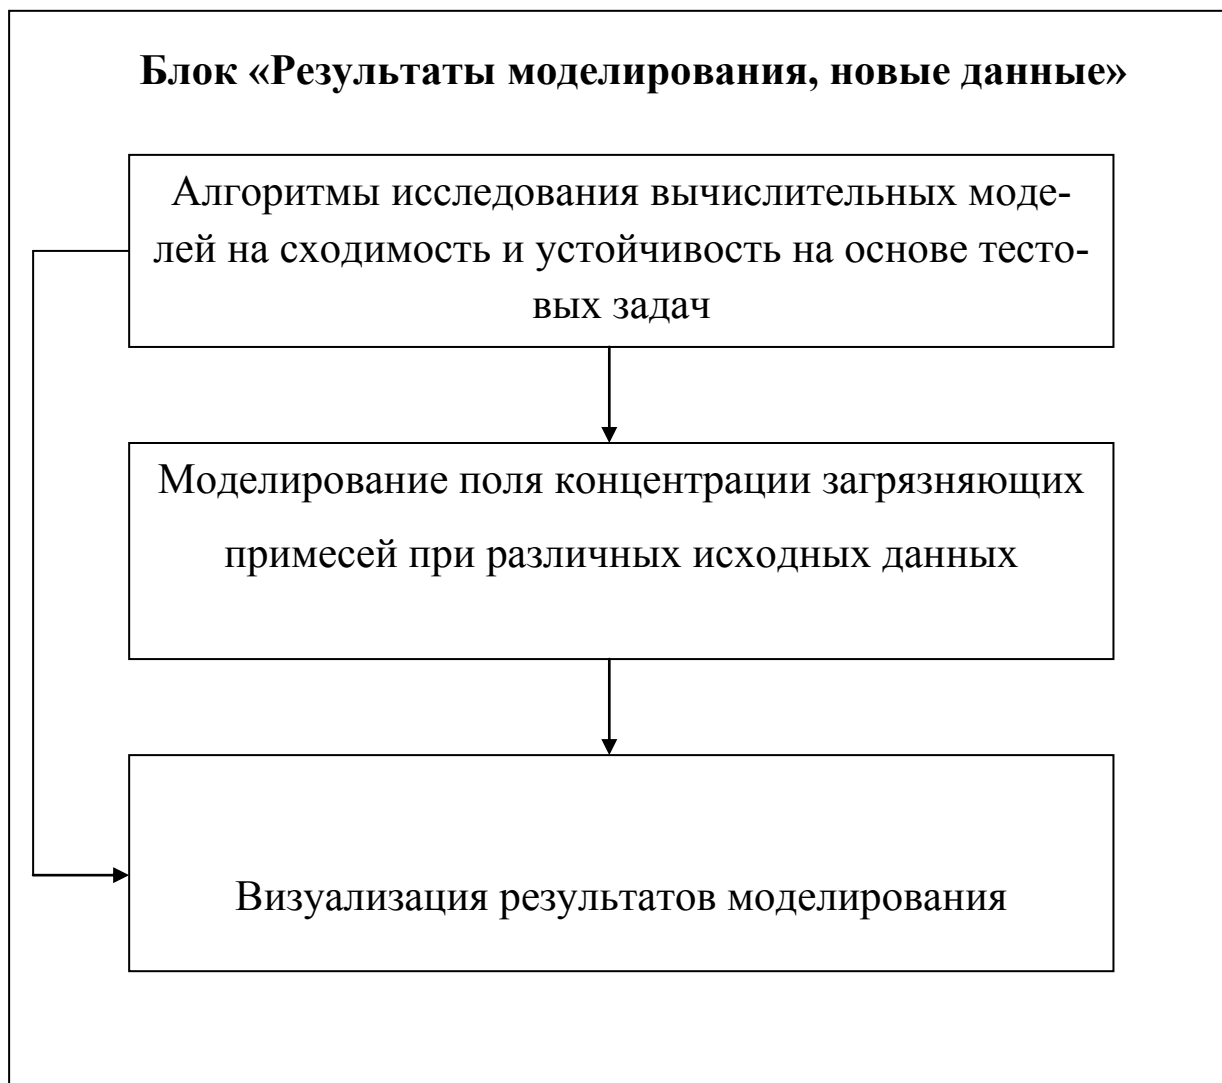 Блок «Результаты моделирования, новые данные»
Алгоритмы исследования вычислительных моде-
лей на сходимость и устойчивость на основе тесто-
вых задач
Моделирование поля концентрации загрязняющих
примесей при различных исходных данных
Визуализация результатов моделирования